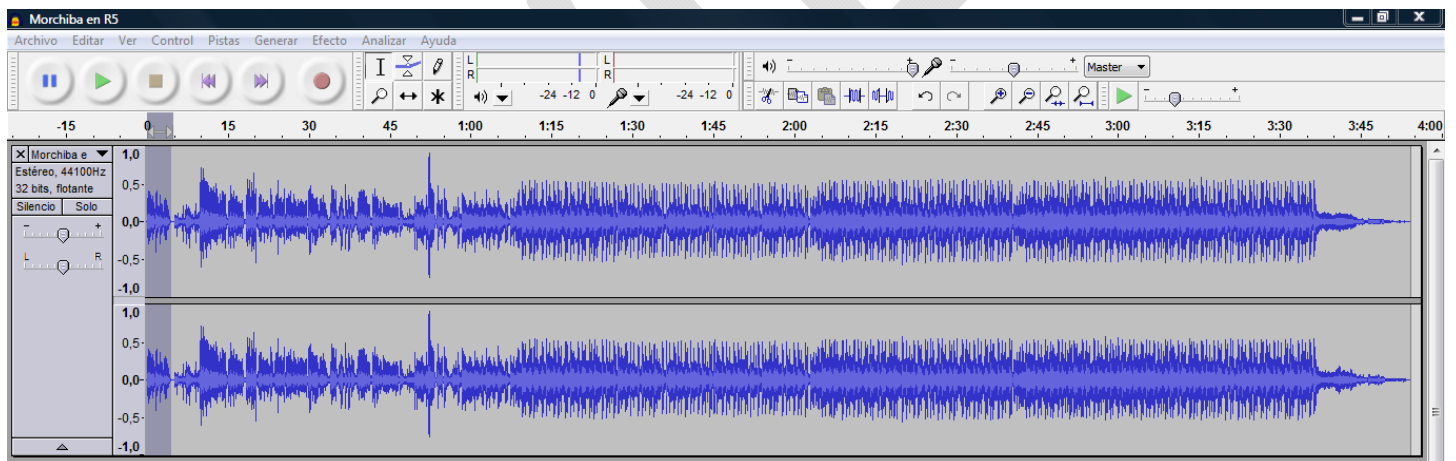 Morchiba en R5
Archivo Editar Ver Control Pistas Generar Efecto Analizar Ayuda
L
R
-24 -12 0
L
R
-24 -12 0
- +
- +
Master
- +
-15 0 15 30 45 1:00 1:15 1:30 1:45 2:00 2:15 2:30 2:45 3:00 3:15 3:30 3:45 4:00
X Morchiba e
Estéreo, 44100Hz
32 bits, flotante
Silencio Solo
- +
L R
1,0
0,5-
0,0-
-0,5-
-1,0
1,0
0,5-
0,0-
-0,5-
-1,0